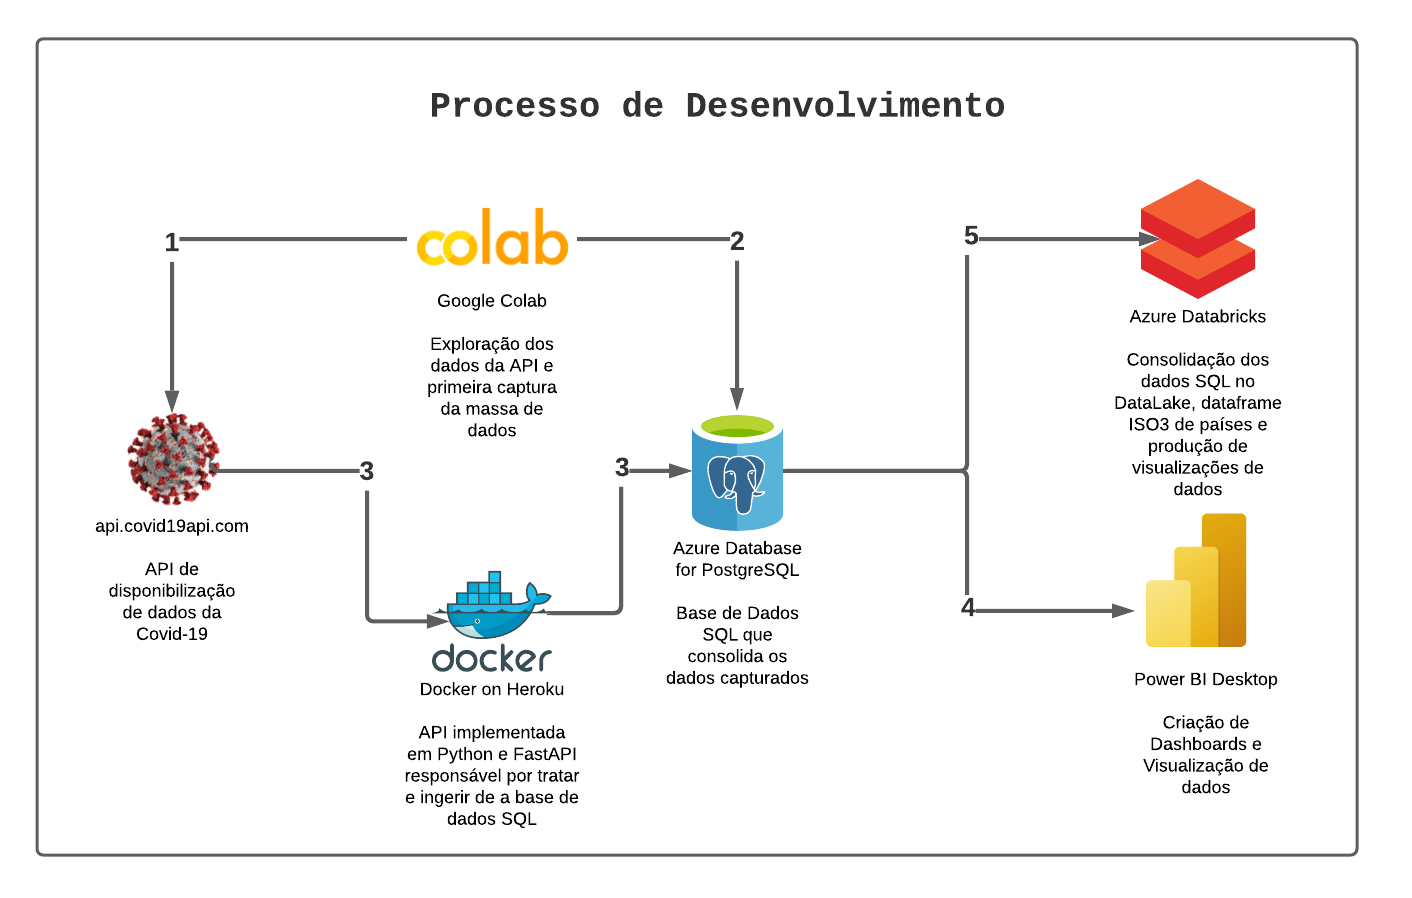 Processo de Desenvolvimento
1
colab
2
5
Google Colab
Exploração dos
dados da API e
primeira captura
da massa de
dados
Azure Databricks
Consolidação dos
dados SQL no
DataLake, dataframe
ISO3 de países e
produção de
visualizações de
dados
3
3
api.covid19api.com
API de
disponibilização
de dados da
Covid-19
docker
Docker on Heroku
API implementada
em Python e FastAPI
responsável por tratar
e ingerir de a base de
dados SQL
Azure Database
for PostgreSQL
Base de Dados
SQL que
consolida os
dados capturados
4
Power BI Desktop
Criação de
Dashboards e
Visualização de
dados